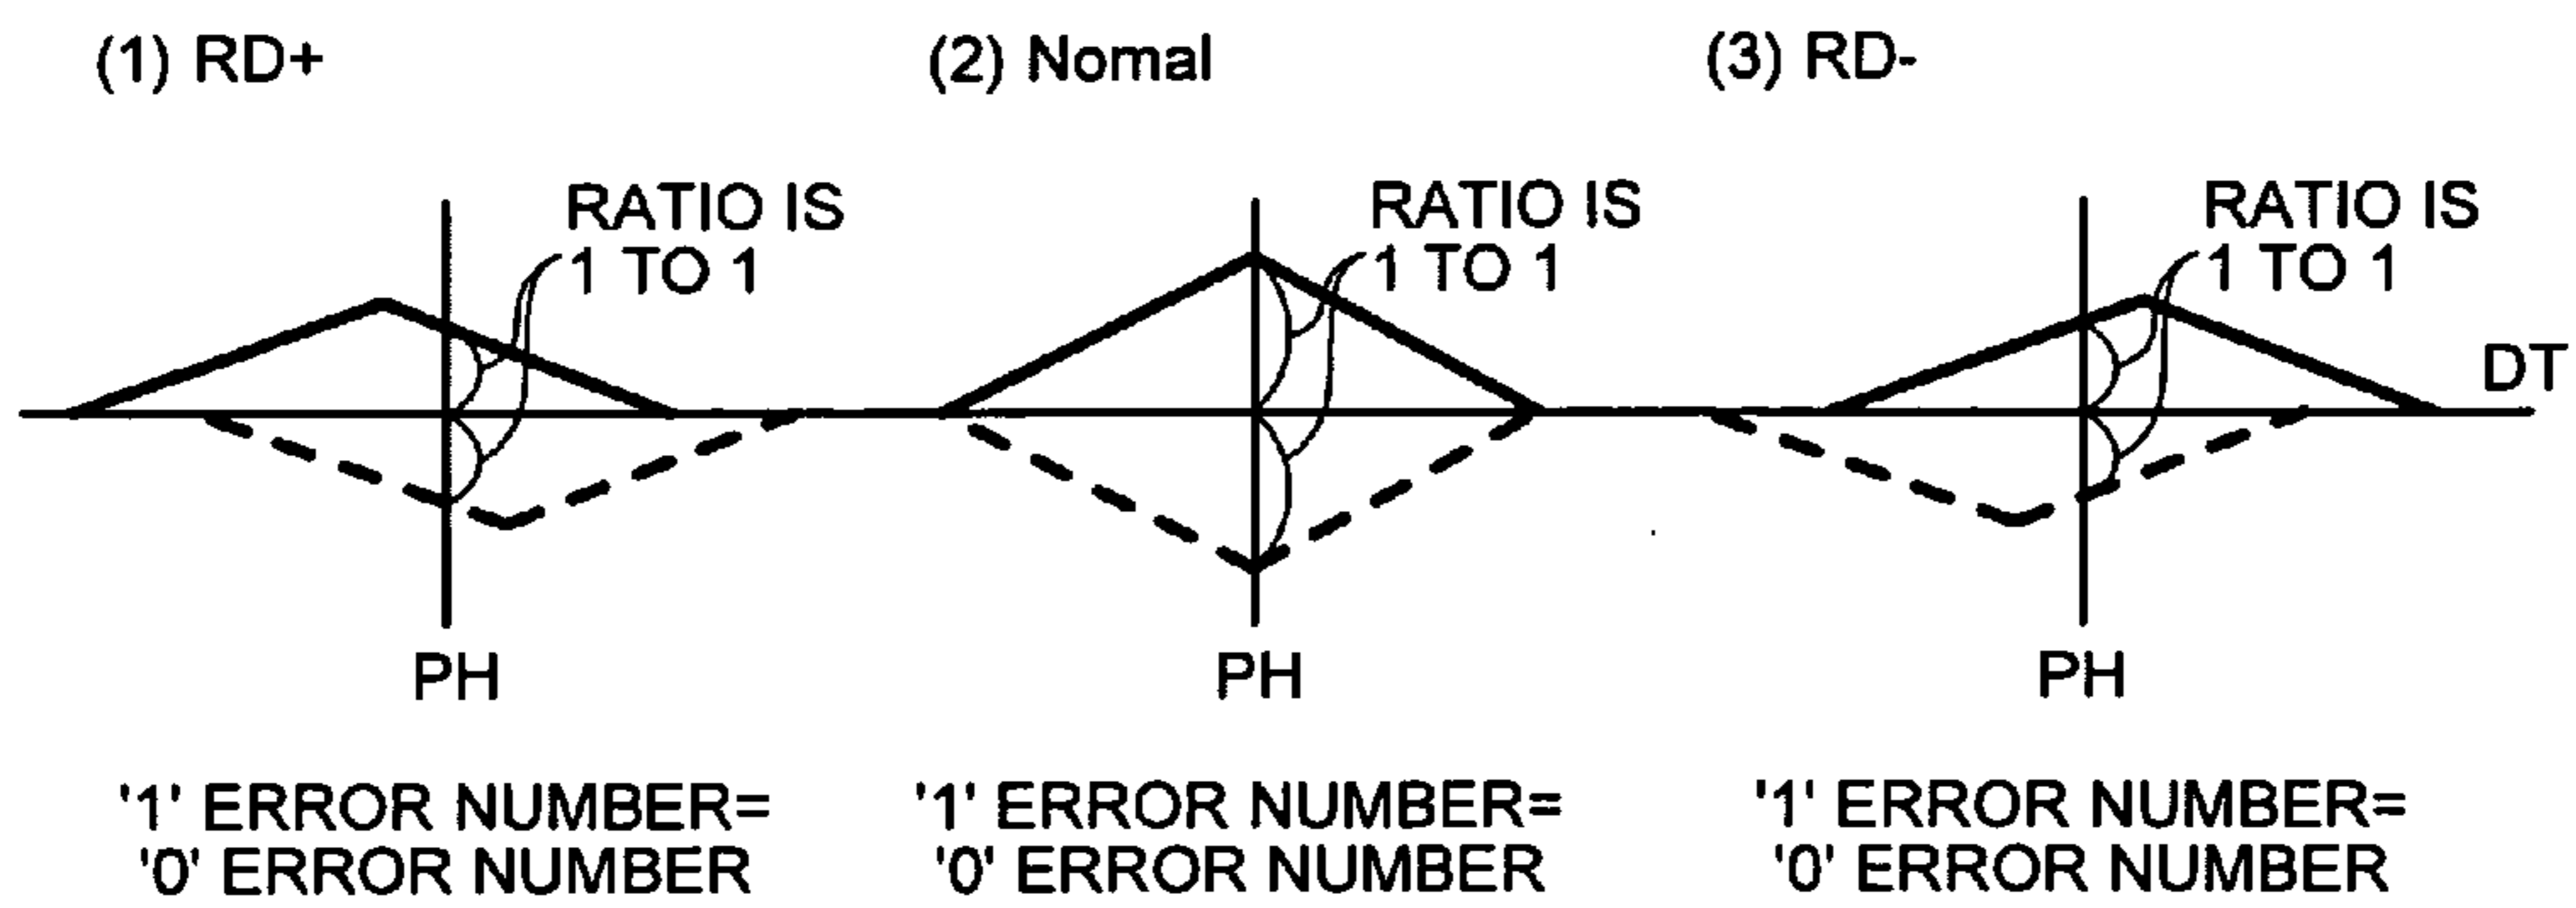 (1) RD+
(2) Nomal
(3) RD-
RATIO IS
1 TO 1
RATIO IS
1 TO 1
RATIO IS
1 TO 1
DT
PH
PH
PH
'1' ERROR NUMBER=
'0' ERROR NUMBER
'1' ERROR NUMBER=
'0' ERROR NUMBER
'1' ERROR NUMBER=
'0' ERROR NUMBER